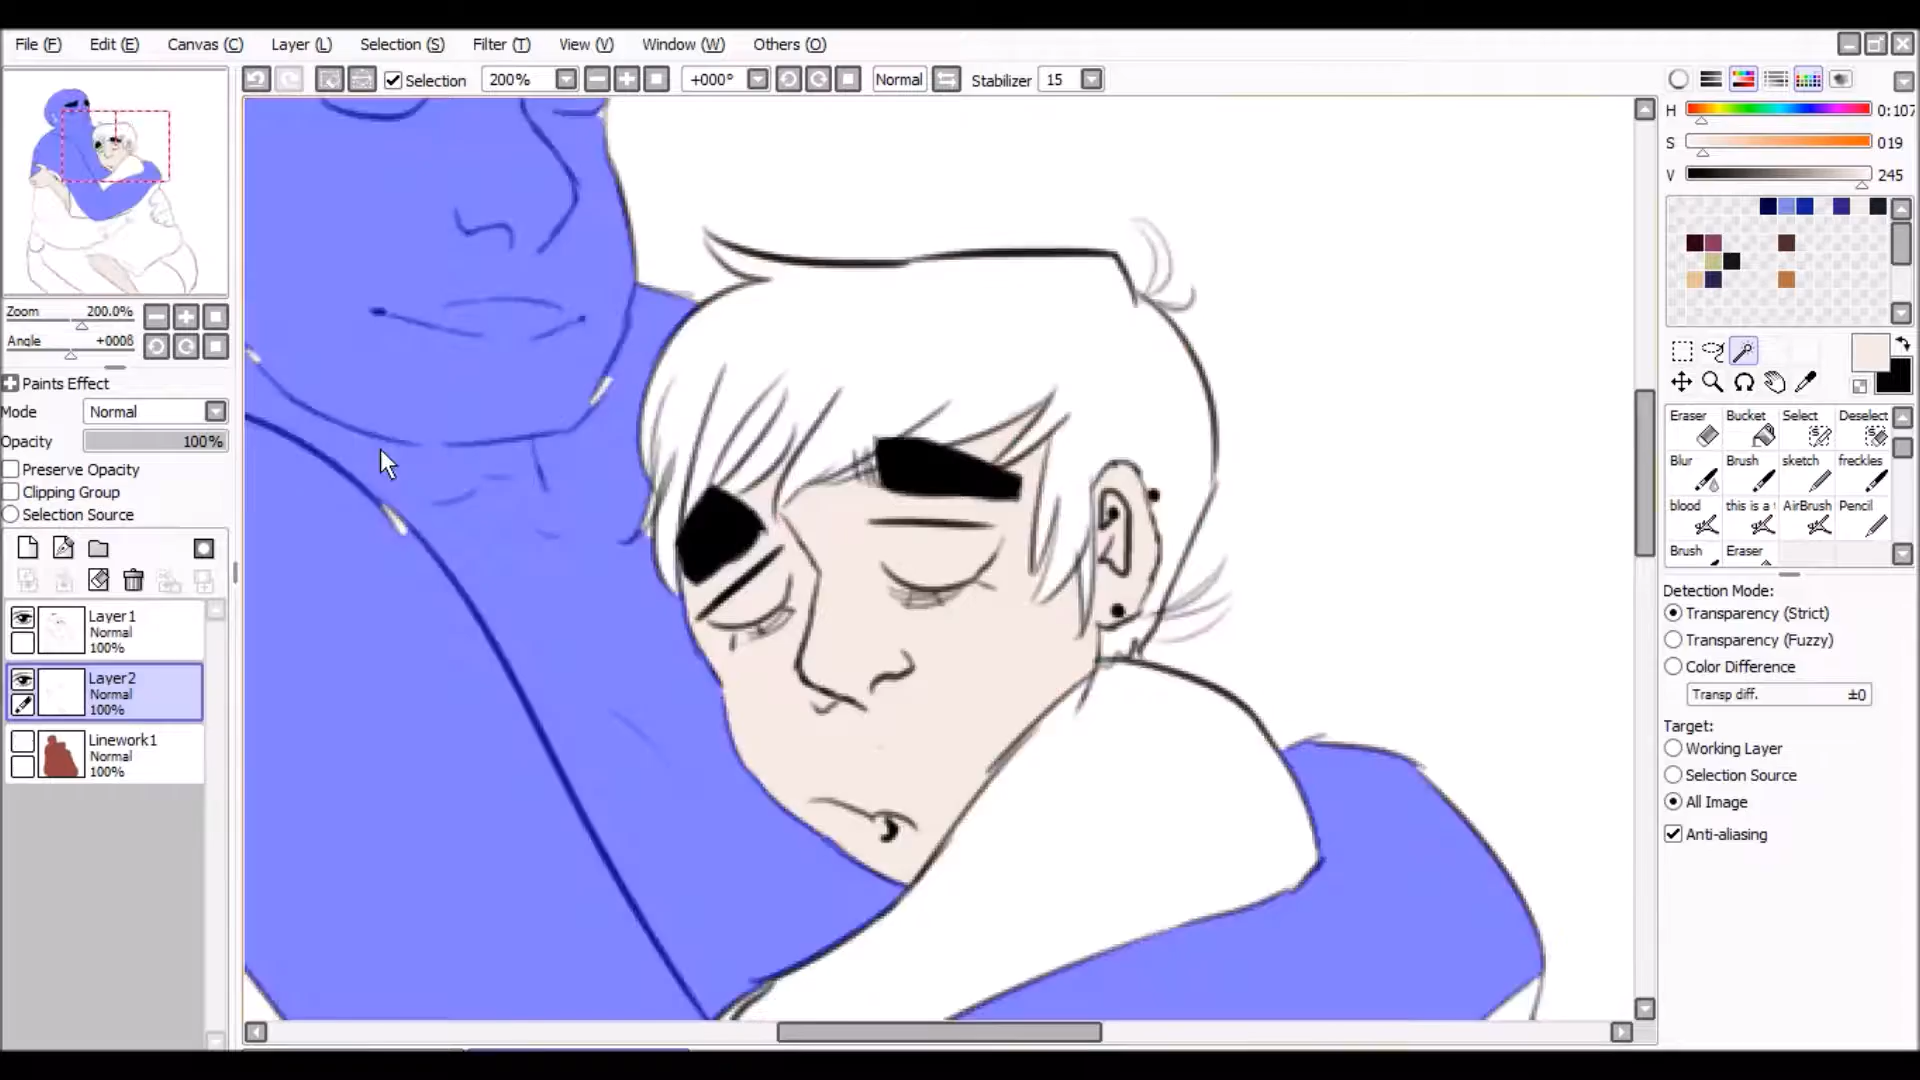 File (F) Edit (E) Canvas (C) Layer (L) Selection (S) Filter (T) View (V) Window (W) Others (O)
Selection 200% +000° Normal Stabilizer 15
H 0:107
S 019
V 245
Zoom 200.0%
Angle +000ß
Paints Effect
Mode Normal
Opacity 100%
Preserve Opacity
Clipping Group
Selection Source
Layer1
Normal
100%
Layer2
Normal
100%
Linework1
Normal
100%
Eraser Bucket Select Deselect
Blur Brush sketch freckles
blood this is a AirBrush Pencil
Brush Eraser
Detection Mode:
Transparency (Strict)
Transparency (Fuzzy)
Color Difference
Transp diff. ±0
Target:
Working Layer
Selection Source
All Image
Anti-aliasing